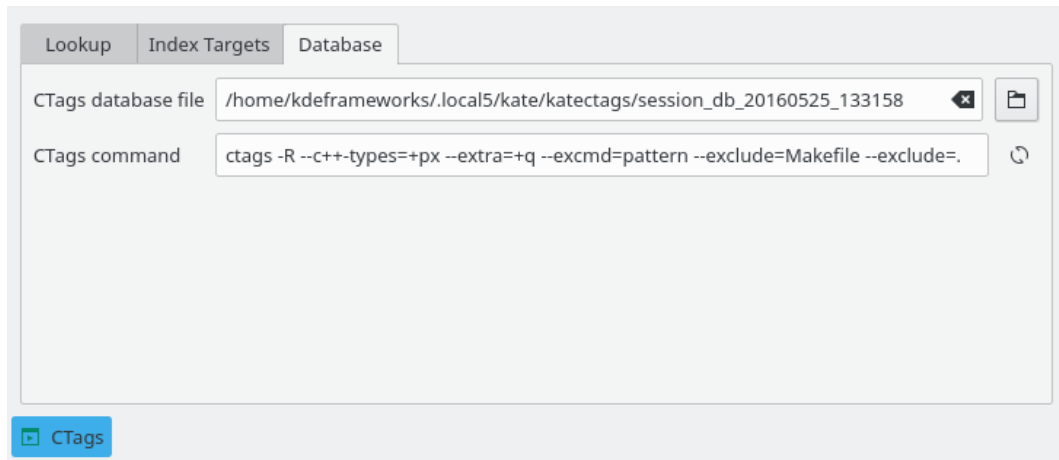 Lookup Index Targets Database
CTags database file /home/kdeframeworks/.local5/kate/katectags/session_db_20160525_133158
CTags command ctags -R --c++-types=+px --extra=+q --excmd=pattern --exclude=Makefile --exclude=.
CTags